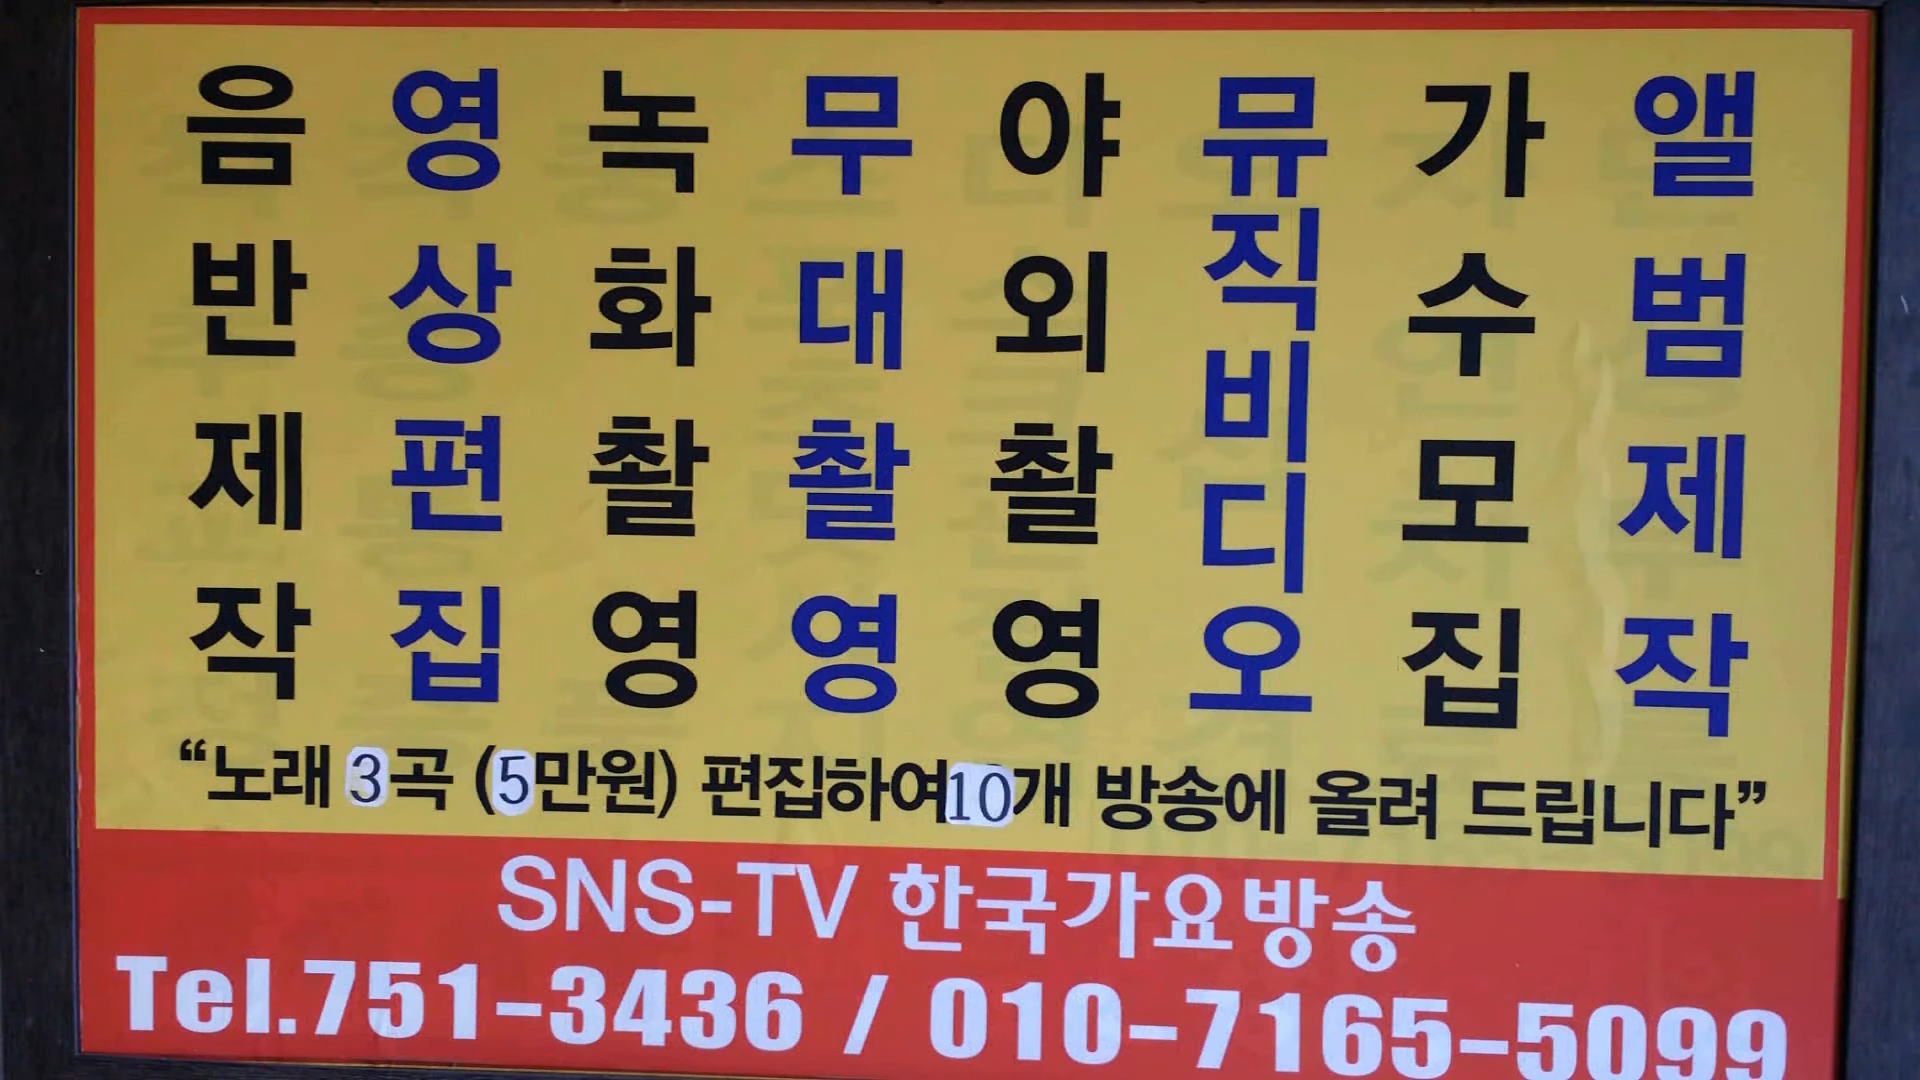 음반제작
영상편집
녹화촬영
무대촬영
야외촬영
뮤직비디오
가수모집
앨범제작
“노래 3곡 (5만원) 편집하여10개 방송에 올려 드립니다”
SNS-TV 한국가요방송
Tel.751-3436 / 010-7165-5099